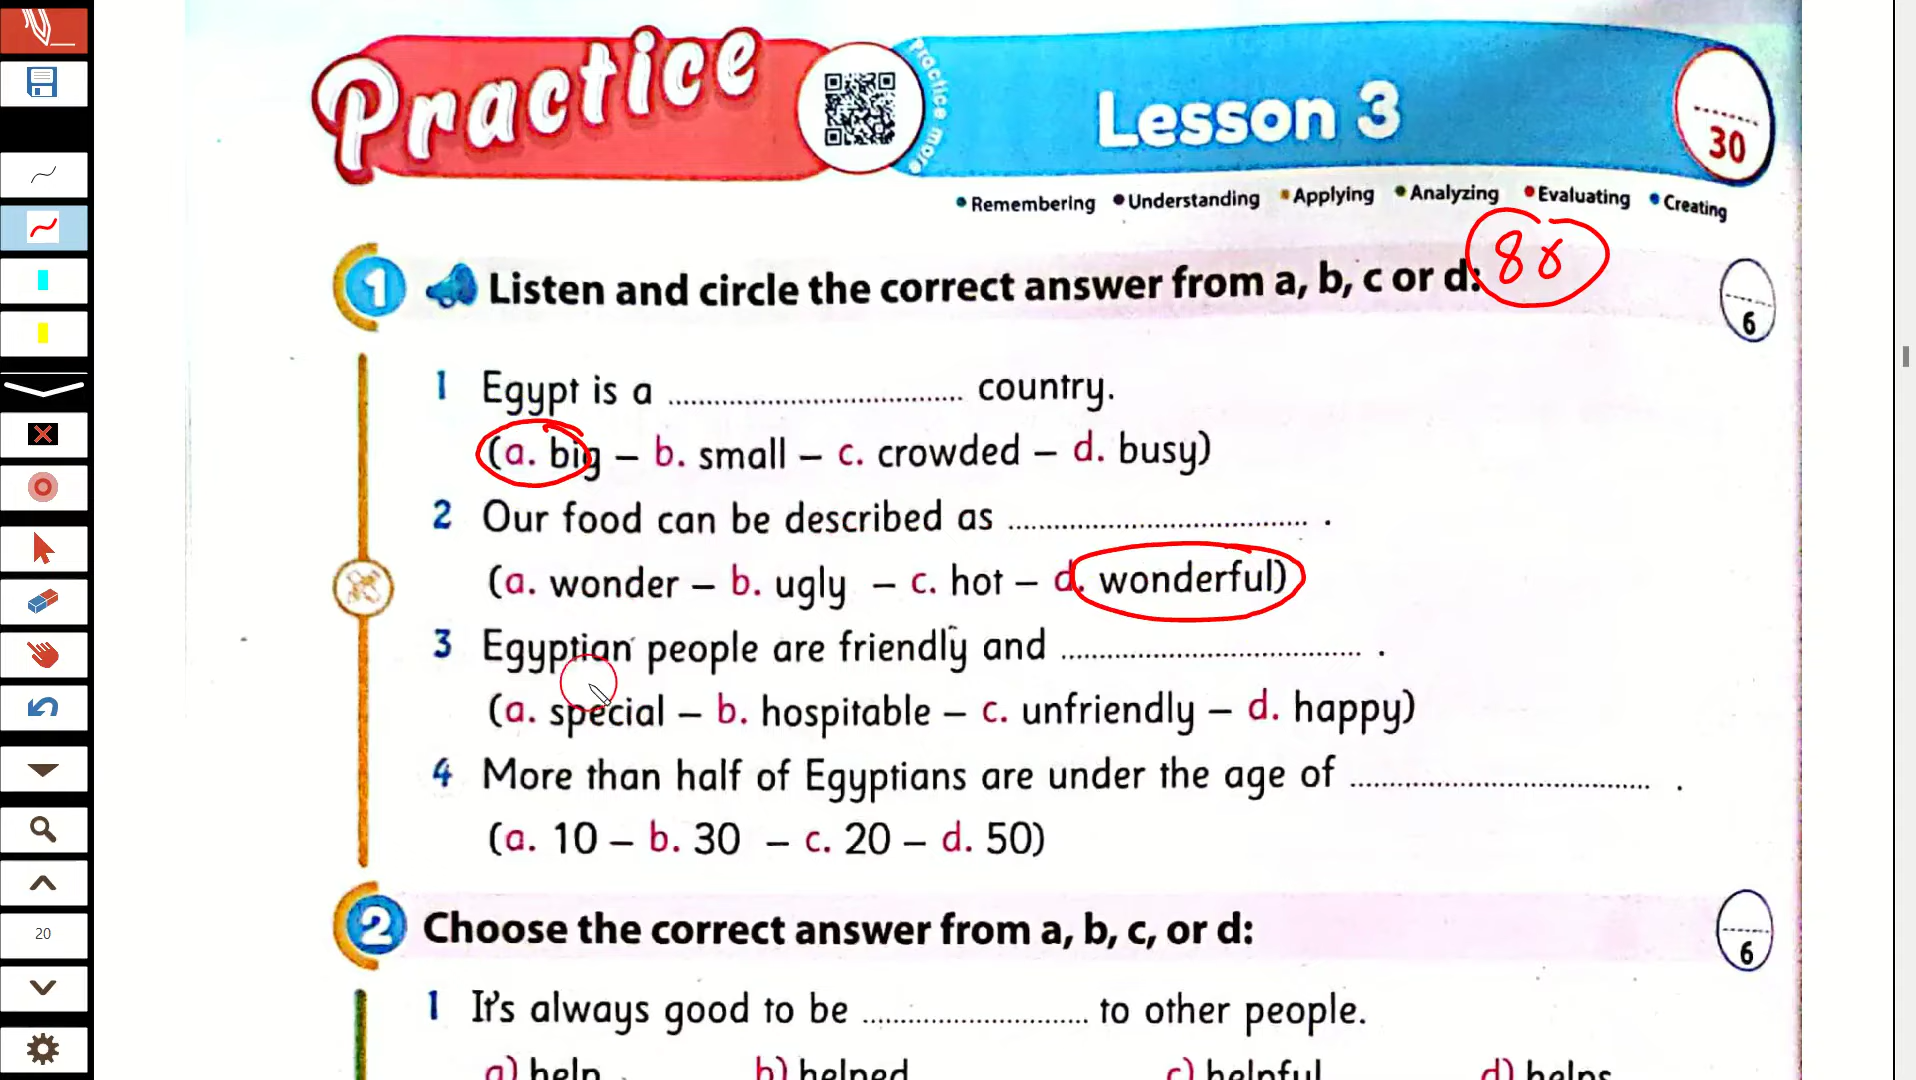 Practice
Practice more
Lesson 3
30
Remembering Understanding Applying Analyzing Evaluating Creating
1 Listen and circle the correct answer from a, b, c or d:
6
1 Egypt is a .................................... country.
(a. big – b. small – c. crowded – d. busy)
2 Our food can be described as .................................... .
(a. wonder – b. ugly – c. hot – d. wonderful)
3 Egyptian people are friendly and .................................... .
(a. special – b. hospitable – c. unfriendly – d. happy)
4 More than half of Egyptians are under the age of .................................... .
(a. 10 – b. 30 – c. 20 – d. 50)
2 Choose the correct answer from a, b, c, or d:
6
1 It's always good to be ............................ to other people.
a) help b) helped c) helpful d) helps
20